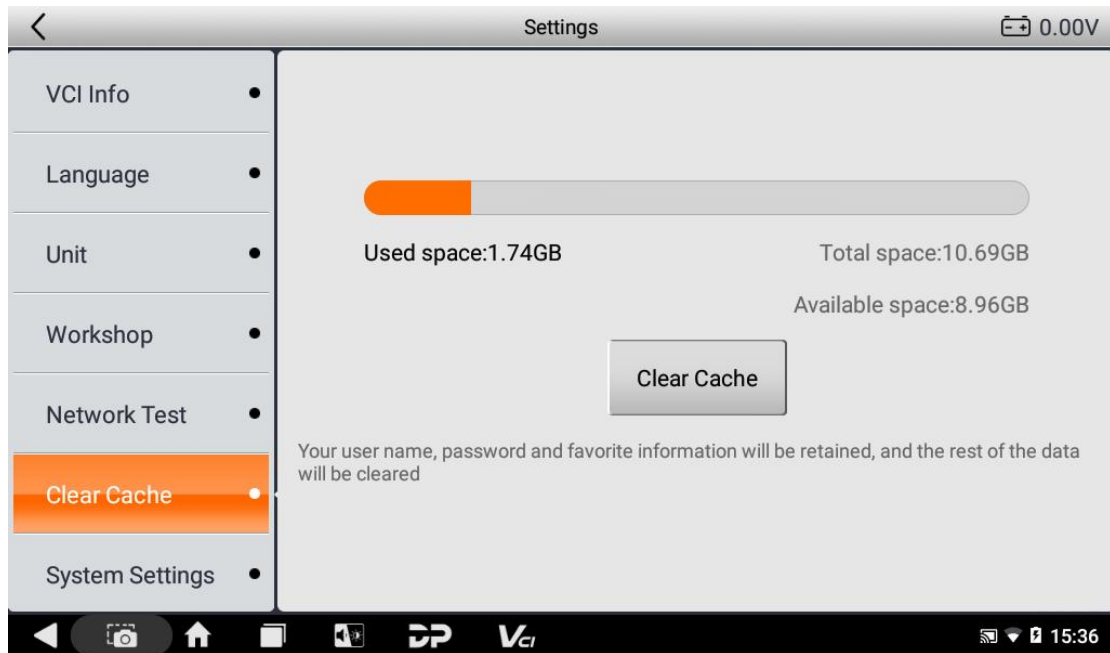 Settings
0.00V
VCI Info
Language
Unit
Workshop
Network Test
Clear Cache
System Settings
Used space:1.74GB
Total space:10.69GB
Available space:8.96GB
Clear Cache
Your user name, password and favorite information will be retained, and the rest of the data
will be cleared
DP
VCI
15:36